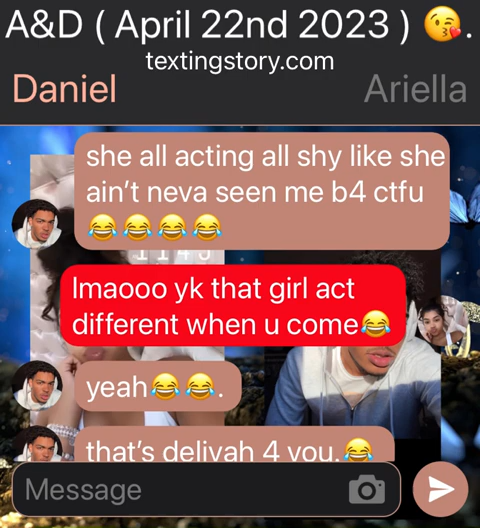 A&D ( April 22nd 2023 ) 😘.
textingstory.com
Daniel
Ariella
she all acting all shy like she
ain’t neva seen me b4 ctfu
😂😂😂😂
lmaooo yk that girl act
different when u come😂
yeah😂😂.
that’s deliyah 4 you.😂
Message